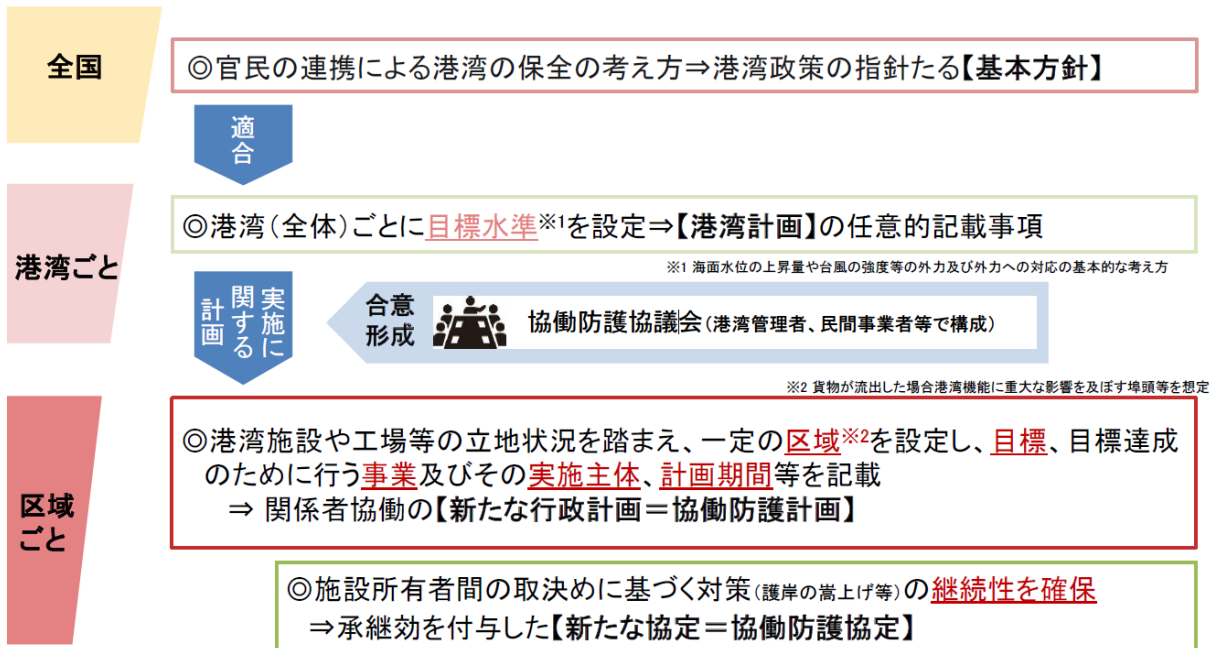 全国
◎官民の連携による港湾の保全の考え方⇒港湾政策の指針たる【基本方針】
適合
港湾ごと
◎港湾(全体)ごとに目標水準※1を設定⇒【港湾計画】の任意的記載事項
※1 海面水位の上昇量や台風の強度等の外力及び外力への対応の基本的な考え方
実施に
関する
計画
合意
形成
協働防護協議会(港湾管理者、民間事業者等で構成)
※2 貨物が流出した場合港湾機能に重大な影響を及ぼす埠頭等を想定
区域
ごと
◎港湾施設や工場等の立地状況を踏まえ、一定の区域※2を設定し、目標、目標達成
のために行う事業及びその実施主体、計画期間等を記載
⇒ 関係者協働の【新たな行政計画=協働防護計画】
◎施設所有者間の取決めに基づく対策(護岸の嵩上げ等)の継続性を確保
⇒承継効を付与した【新たな協定=協働防護協定】